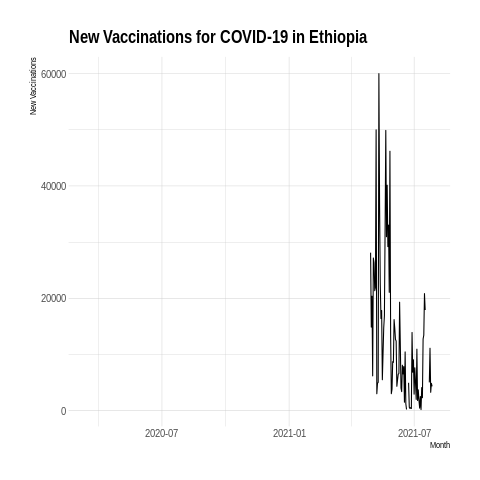 New Vaccinations for COVID-19 in Ethiopia
New Vaccinations
60000
40000
20000
0
2020-07
2021-01
2021-07
Month